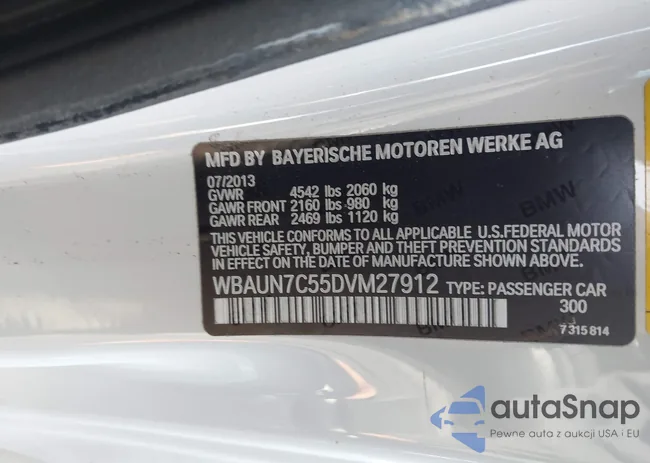 MFD BY BAYERISCHE MOTOREN WERKE AG
07/2013
GVWR 4542 lbs 2060 kg
GAWR FRONT 2160 lbs 980 kg
GAWR REAR 2469 lbs 1120 kg
THIS VEHICLE CONFORMS TO ALL APPLICABLE U.S.FEDERAL MOTOR
VEHICLE SAFETY, BUMPER AND THEFT PREVENTION STANDARDS
IN EFFECT ON THE DATE OF MANUFACTURE SHOWN ABOVE.
WBAUN7C55DVM27912 TYPE: PASSENGER CAR
300
7 315 814
BMW
autaSnap
Pewne auta z aukcji USA i EU